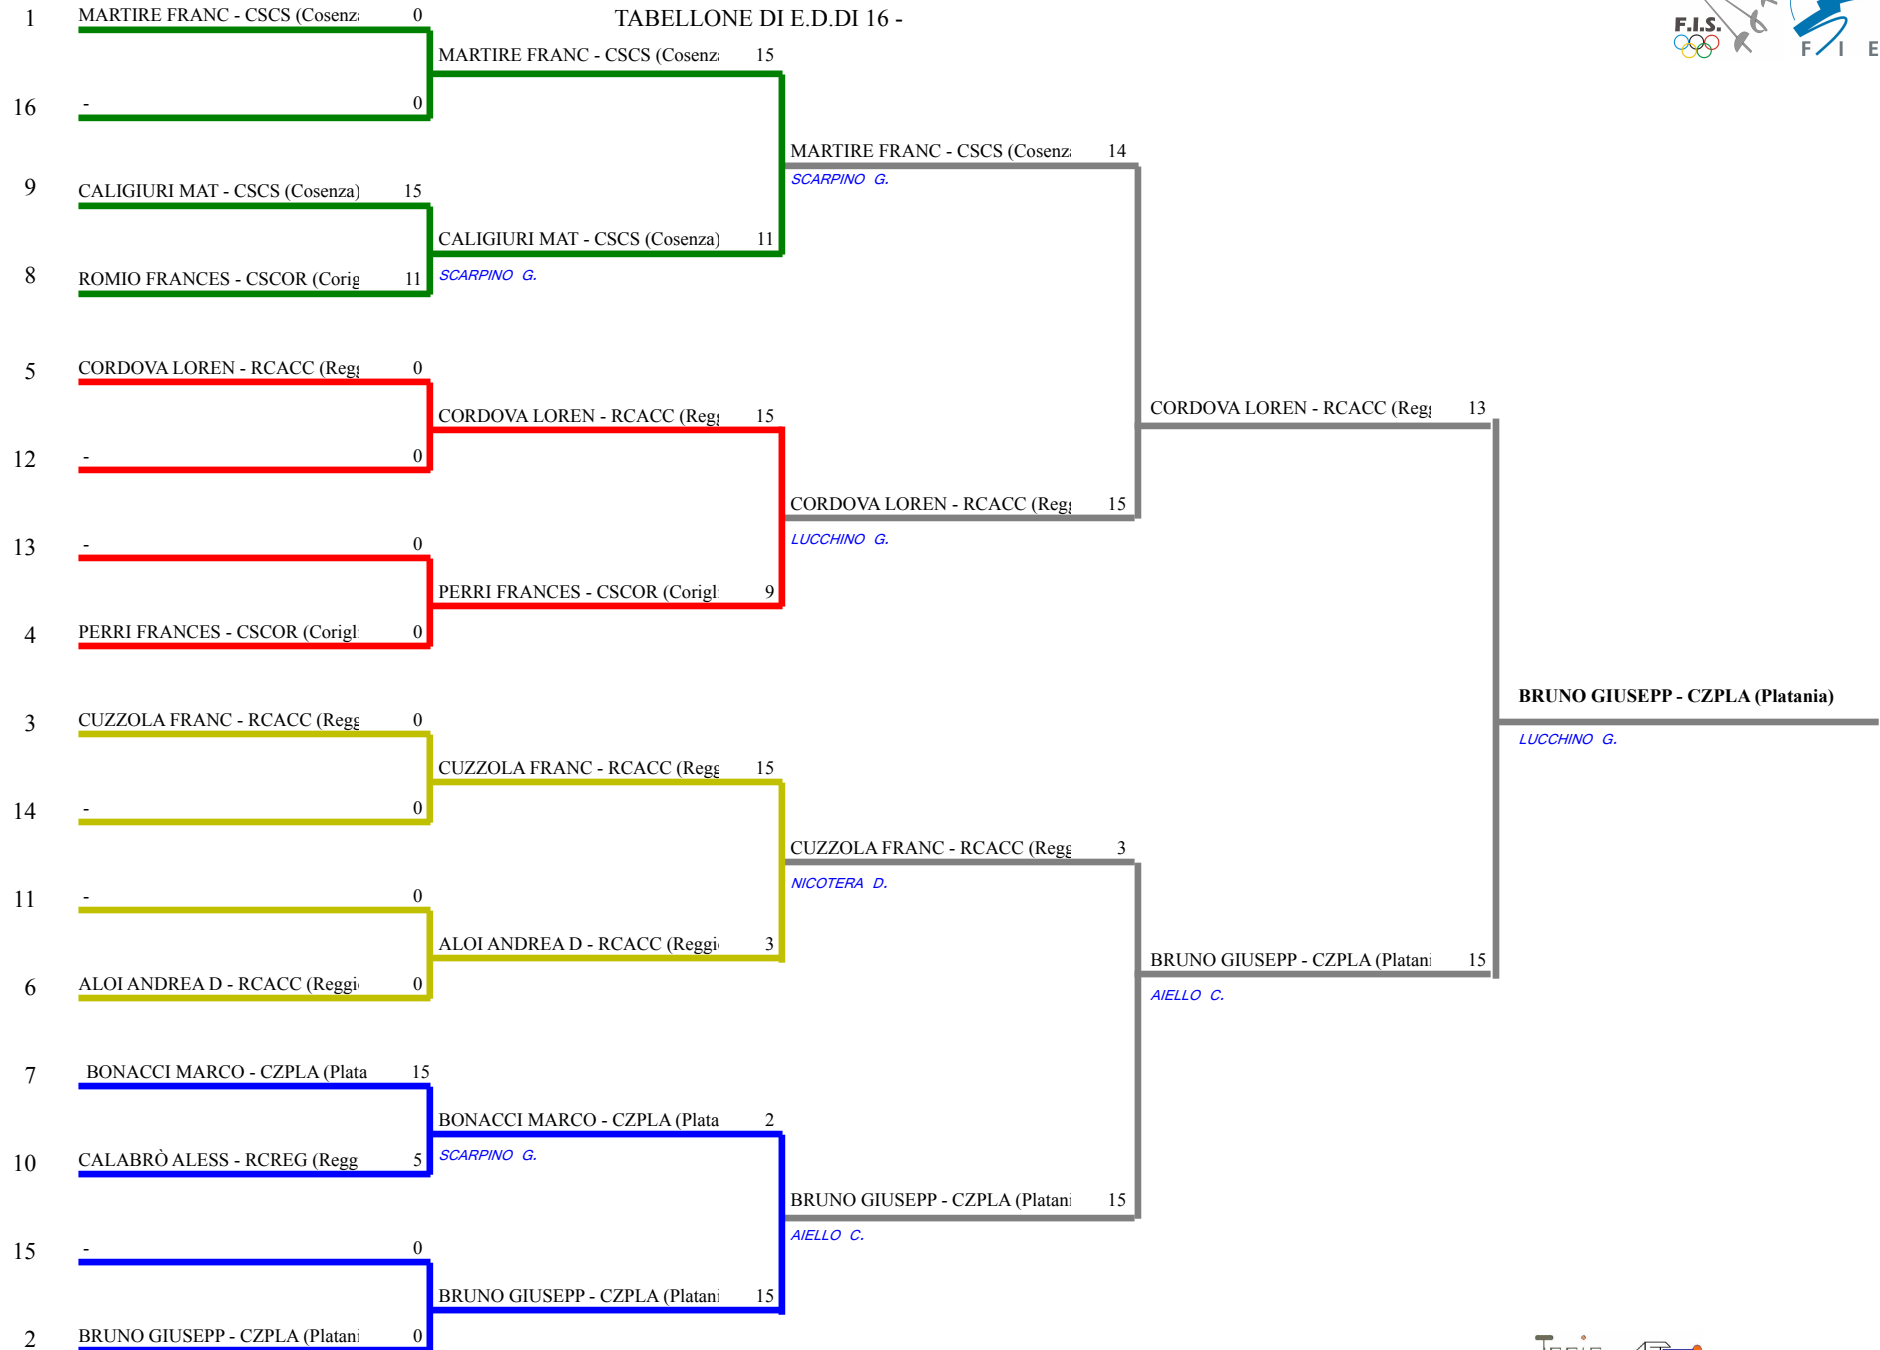 TABELLONE DI E.D.DI 16 -
F.I.S.
F I E
1 MARTIRE FRANC - CSCS (Cosenz 0
MARTIRE FRANC - CSCS (Cosenz 15
16 - 0
MARTIRE FRANC - CSCS (Cosenz 14
SCARPINO G.
9 CALIGIURI MAT - CSCS (Cosenza) 15
CALIGIURI MAT - CSCS (Cosenza) 11
SCARPINO G.
8 ROMIO FRANCES - CSCOR (Corig 11
5 CORDOVA LOREN - RCACC (Regg 0
CORDOVA LOREN - RCACC (Regg 15
CORDOVA LOREN - RCACC (Regg 13
12 - 0
CORDOVA LOREN - RCACC (Regg 15
LUCCHINO G.
13 - 0
PERRI FRANCES - CSCOR (Corigl 9
4 PERRI FRANCES - CSCOR (Corigl 0
BRUNO GIUSEPP - CZPLA (Platania)
LUCCHINO G.
3 CUZZOLA FRANC - RCACC (Regg 0
CUZZOLA FRANC - RCACC (Regg 15
14 - 0
CUZZOLA FRANC - RCACC (Regg 3
NICOTERA D.
11 - 0
ALOI ANDREA D - RCACC (Reggi 3
BRUNO GIUSEPP - CZPLA (Platani 15
AIELLO C.
6 ALOI ANDREA D - RCACC (Reggi 0
7 BONACCI MARCO - CZPLA (Plata 15
BONACCI MARCO - CZPLA (Plata 2
SCARPINO G.
10 CALABRÒ ALESS - RCREG (Regg 5
BRUNO GIUSEPP - CZPLA (Platani 15
AIELLO C.
15 - 0
BRUNO GIUSEPP - CZPLA (Platani 15
2 BRUNO GIUSEPP - CZPLA (Platani 0